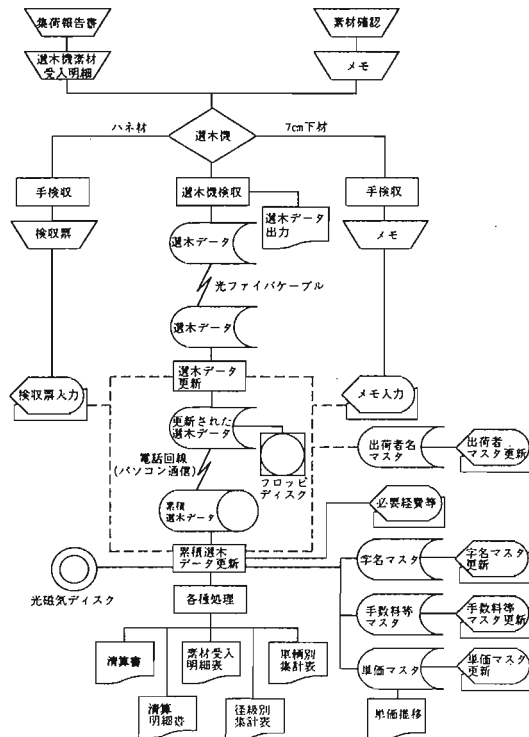 集荷報告書
素材確認
選木機素材
受入明細
メモ
ハネ材
選木機
7cm下材
手検収
選木機検収
手検収
検収票
選木データ
出力
メモ
選木データ
光ファイバケーブル
選木データ
選木データ
更新
検収票入力
メモ入力
更新された
選木データ
出荷者名
マスタ
出荷者
マスタ更新
電話回線
(パソコン通信)
フロッピ
ディスク
累積
選木データ
必要経費等
累積選木
データ更新
字名マスタ
字名マスタ
更新
光磁気ディスク
各種処理
手数料等
マスタ
手数料等
マスタ更新
清算書
素材受入
明細表
車輌別
集計表
単価マスタ
単価マスタ
更新
清算
明細書
径級別
集計表
単価推移